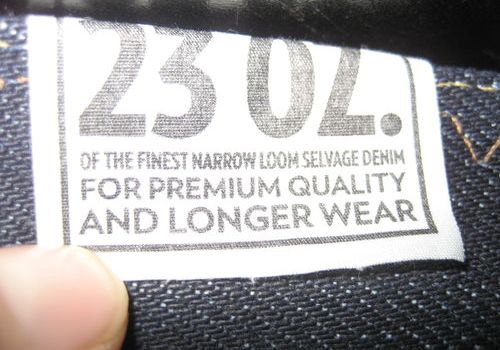 23 OZ.
OF THE FINEST NARROW LOOM SELVAGE DENIM
FOR PREMIUM QUALITY
AND LONGER WEAR